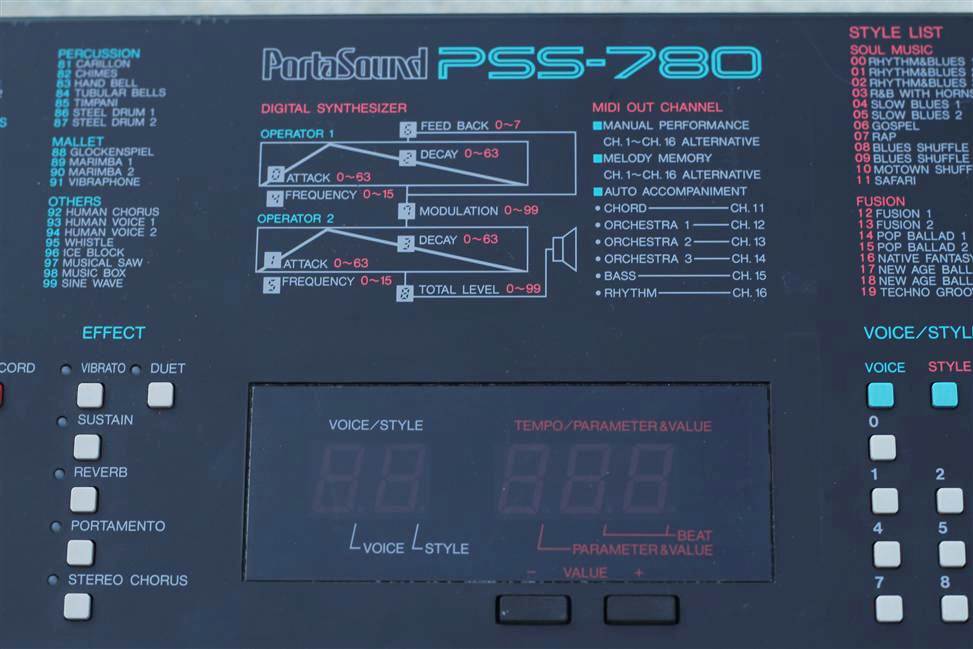 PortaSound PSS-780
PERCUSSION
81 CARILLON
82 CHIMES
83 HAND BELL
84 TUBULAR BELLS
85 TIMPANI
86 STEEL DRUM 1
87 STEEL DRUM 2
MALLET
88 GLOCKENSPIEL
89 MARIMBA 1
90 MARIMBA 2
91 VIBRAPHONE
OTHERS
92 HUMAN CHORUS
93 HUMAN VOICE 1
94 HUMAN VOICE 2
95 WHISTLE
96 ICE BLOCK
97 MUSICAL SAW
98 MUSIC BOX
99 SINE WAVE
DIGITAL SYNTHESIZER
OPERATOR 1
FEED BACK 0~7
DECAY 0~63
ATTACK 0~63
FREQUENCY 0~15
MODULATION 0~99
OPERATOR 2
DECAY 0~63
ATTACK 0~63
FREQUENCY 0~15
TOTAL LEVEL 0~99
MIDI OUT CHANNEL
MANUAL PERFORMANCE
CH. 1~CH. 16 ALTERNATIVE
MELODY MEMORY
CH. 1~CH. 16 ALTERNATIVE
AUTO ACCOMPANIMENT
• CHORD CH. 11
• ORCHESTRA 1 CH. 12
• ORCHESTRA 2 CH. 13
• ORCHESTRA 3 CH. 14
• BASS CH. 15
• RHYTHM CH. 16
STYLE LIST
SOUL MUSIC
00 RHYTHM&BLUES
01 RHYTHM&BLUES
02 RHYTHM&BLUES
03 R&B WITH HORNS
04 SLOW BLUES 1
05 SLOW BLUES 2
06 GOSPEL
07 RAP
08 BLUES SHUFFLE
09 BLUES SHUFFLE
10 MOTOWN SHUFF
11 SAFARI
FUSION
12 FUSION 1
13 FUSION 2
14 POP BALLAD 1
15 POP BALLAD 2
16 NATIVE FANTASY
17 NEW AGE BALL
18 NEW AGE BALL
19 TECHNO GROO
EFFECT
CORD
VIBRATO DUET
SUSTAIN
REVERB
PORTAMENTO
STEREO CHORUS
VOICE/STYLE TEMPO/PARAMETER&VALUE
VOICE STYLE
BEAT
PARAMETER&VALUE
− VALUE +
VOICE/STYL
VOICE STYLE
0
1 2
4 5
7 8